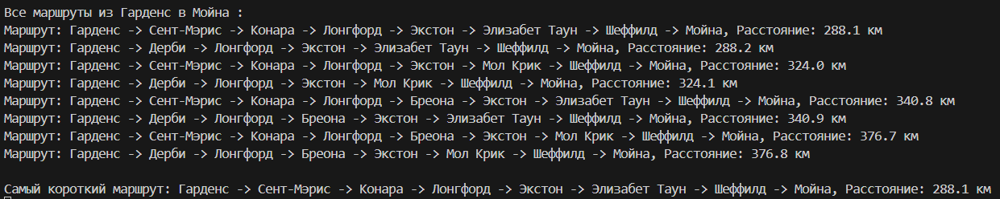 Все маршруты из Гарденс в Мойна :
Маршрут: Гарденс -> Сент-Мэрис -> Конара -> Лонгфорд -> Экстон -> Элизабет Таун -> Шеффилд -> Мойна, Расстояние: 288.1 км
Маршрут: Гарденс -> Дерби -> Лонгфорд -> Экстон -> Элизабет Таун -> Шеффилд -> Мойна, Расстояние: 288.2 км
Маршрут: Гарденс -> Сент-Мэрис -> Конара -> Лонгфорд -> Экстон -> Мол Крик -> Шеффилд -> Мойна, Расстояние: 324.0 км
Маршрут: Гарденс -> Дерби -> Лонгфорд -> Экстон -> Мол Крик -> Шеффилд -> Мойна, Расстояние: 324.1 км
Маршрут: Гарденс -> Сент-Мэрис -> Конара -> Лонгфорд -> Бреона -> Экстон -> Элизабет Таун -> Шеффилд -> Мойна, Расстояние: 340.8 км
Маршрут: Гарденс -> Дерби -> Лонгфорд -> Бреона -> Экстон -> Элизабет Таун -> Шеффилд -> Мойна, Расстояние: 340.9 км
Маршрут: Гарденс -> Сент-Мэрис -> Конара -> Лонгфорд -> Бреона -> Экстон -> Мол Крик -> Шеффилд -> Мойна, Расстояние: 376.7 км
Маршрут: Гарденс -> Дерби -> Лонгфорд -> Бреона -> Экстон -> Мол Крик -> Шеффилд -> Мойна, Расстояние: 376.8 км
Самый короткий маршрут: Гарденс -> Сент-Мэрис -> Конара -> Лонгфорд -> Экстон -> Элизабет Таун -> Шеффилд -> Мойна, Расстояние: 288.1 км